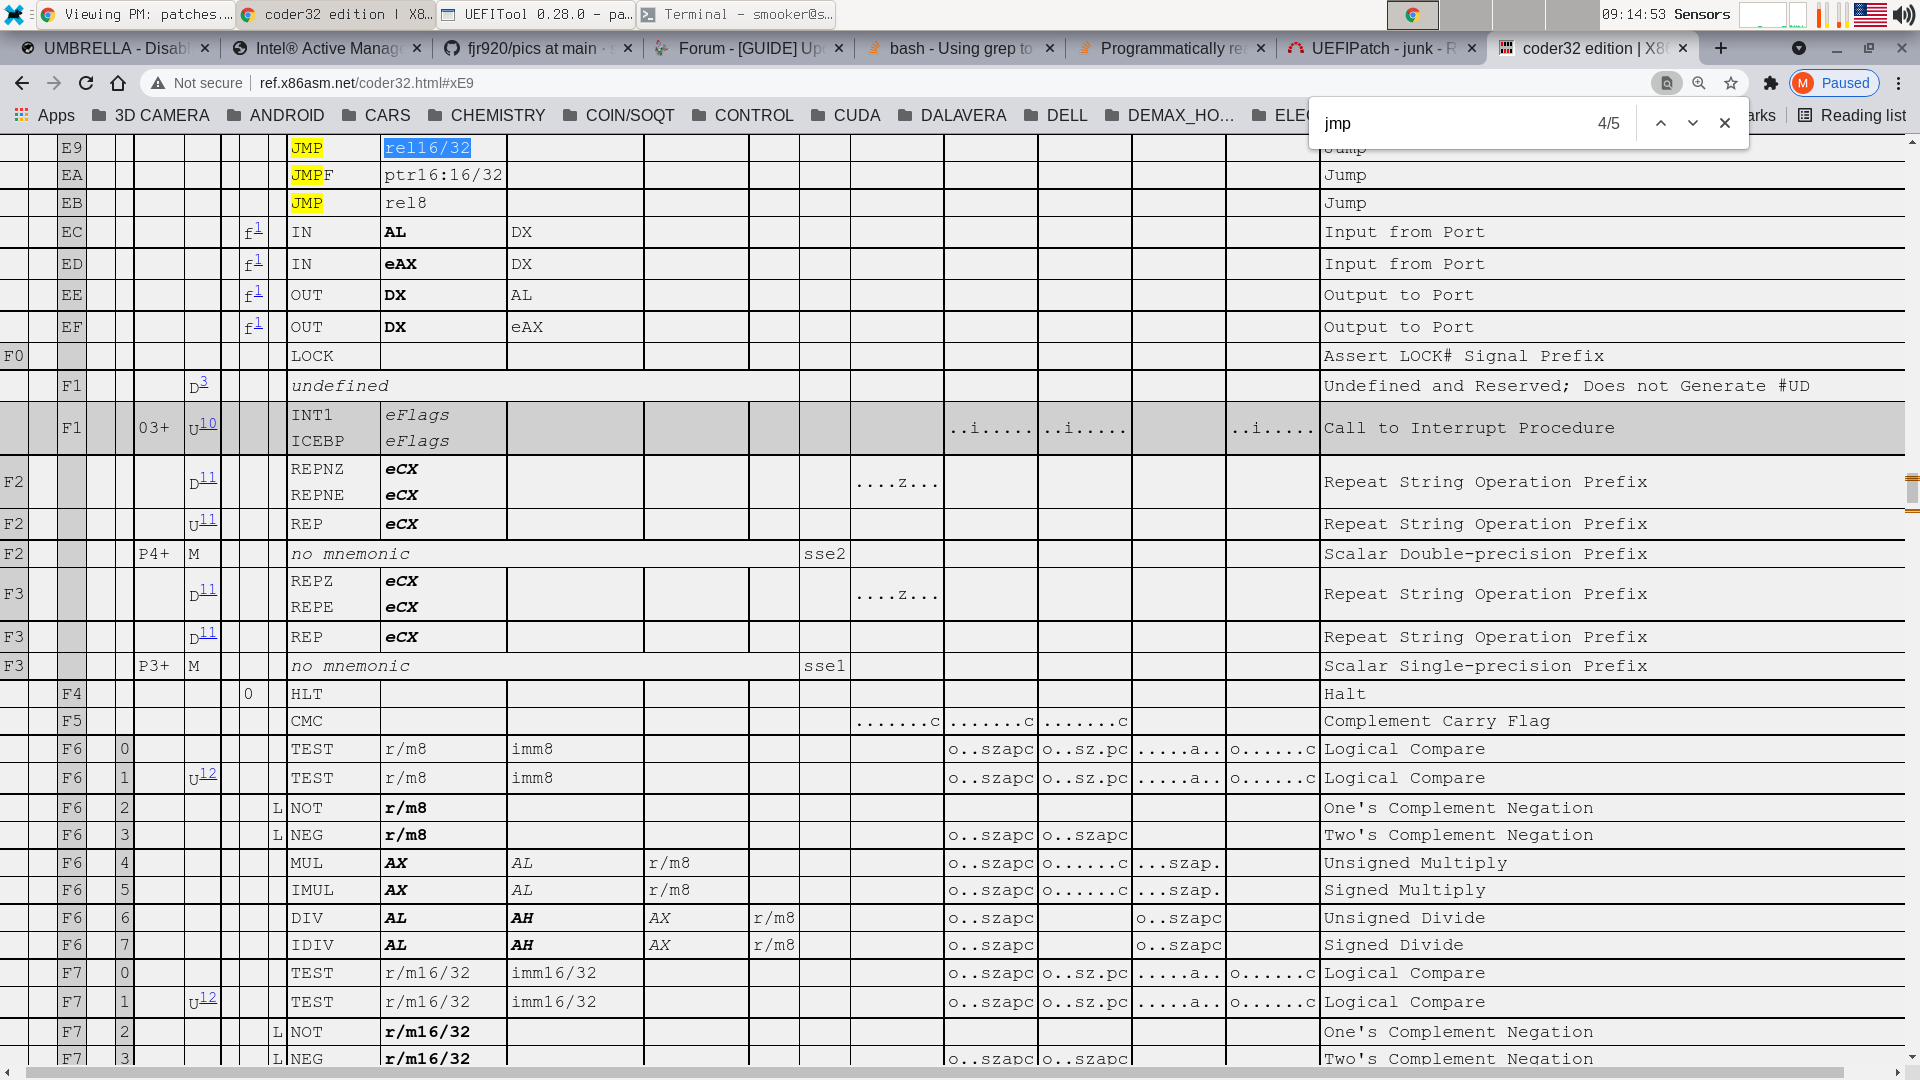 Viewing PM: patches....
coder32 edition | X8...
UEFITool 0.28.0 – pa...
Terminal – smooker@s...
09:14:53 Sensors
UMBRELLA - Disabl
Intel® Active Manag
fjr920/pics at main ·
Forum - [GUIDE] Up
bash - Using grep to
Programmatically re
UEFIPatch - junk - R
coder32 edition | X86
Not secure | ref.x86asm.net/coder32.html#xE9
M Paused
Apps 3D CAMERA ANDROID CARS CHEMISTRY COIN/SOQT CONTROL CUDA DALAVERA DELL DEMAX_HO… ELE rks Reading list
jmp 4/5
E9 JMP rel16/32 Jump
EA JMPF ptr16:16/32 Jump
EB JMP rel8 Jump
EC f1 IN AL DX Input from Port
ED f1 IN eAX DX Input from Port
EE f1 OUT DX AL Output to Port
EF f1 OUT DX eAX Output to Port
F0 LOCK Assert LOCK# Signal Prefix
F1 D3 undefined Undefined and Reserved; Does not Generate #UD
F1 03+ U10 INT1 eFlags ..i..... ..i..... ..i..... Call to Interrupt Procedure
ICEBP eFlags
F2 D11 REPNZ eCX ....z... Repeat String Operation Prefix
REPNE eCX
F2 U11 REP eCX Repeat String Operation Prefix
F2 P4+ M no mnemonic sse2 Scalar Double-precision Prefix
F3 D11 REPZ eCX ....z... Repeat String Operation Prefix
REPE eCX
F3 D11 REP eCX Repeat String Operation Prefix
F3 P3+ M no mnemonic sse1 Scalar Single-precision Prefix
F4 0 HLT Halt
F5 CMC .......c .......c .......c Complement Carry Flag
F6 0 TEST r/m8 imm8 o..szapc o..sz.pc .....a.. o......c Logical Compare
F6 1 U12 TEST r/m8 imm8 o..szapc o..sz.pc .....a.. o......c Logical Compare
F6 2 L NOT r/m8 One's Complement Negation
F6 3 L NEG r/m8 o..szapc o..szapc Two's Complement Negation
F6 4 MUL AX AL r/m8 o..szapc o......c ...szap. Unsigned Multiply
F6 5 IMUL AX AL r/m8 o..szapc o......c ...szap. Signed Multiply
F6 6 DIV AL AH AX r/m8 o..szapc o..szapc Unsigned Divide
F6 7 IDIV AL AH AX r/m8 o..szapc o..szapc Signed Divide
F7 0 TEST r/m16/32 imm16/32 o..szapc o..sz.pc .....a.. o......c Logical Compare
F7 1 U12 TEST r/m16/32 imm16/32 o..szapc o..sz.pc .....a.. o......c Logical Compare
F7 2 L NOT r/m16/32 One's Complement Negation
F7 3 L NEG r/m16/32 o..szapc o..szapc Two's Complement Negation